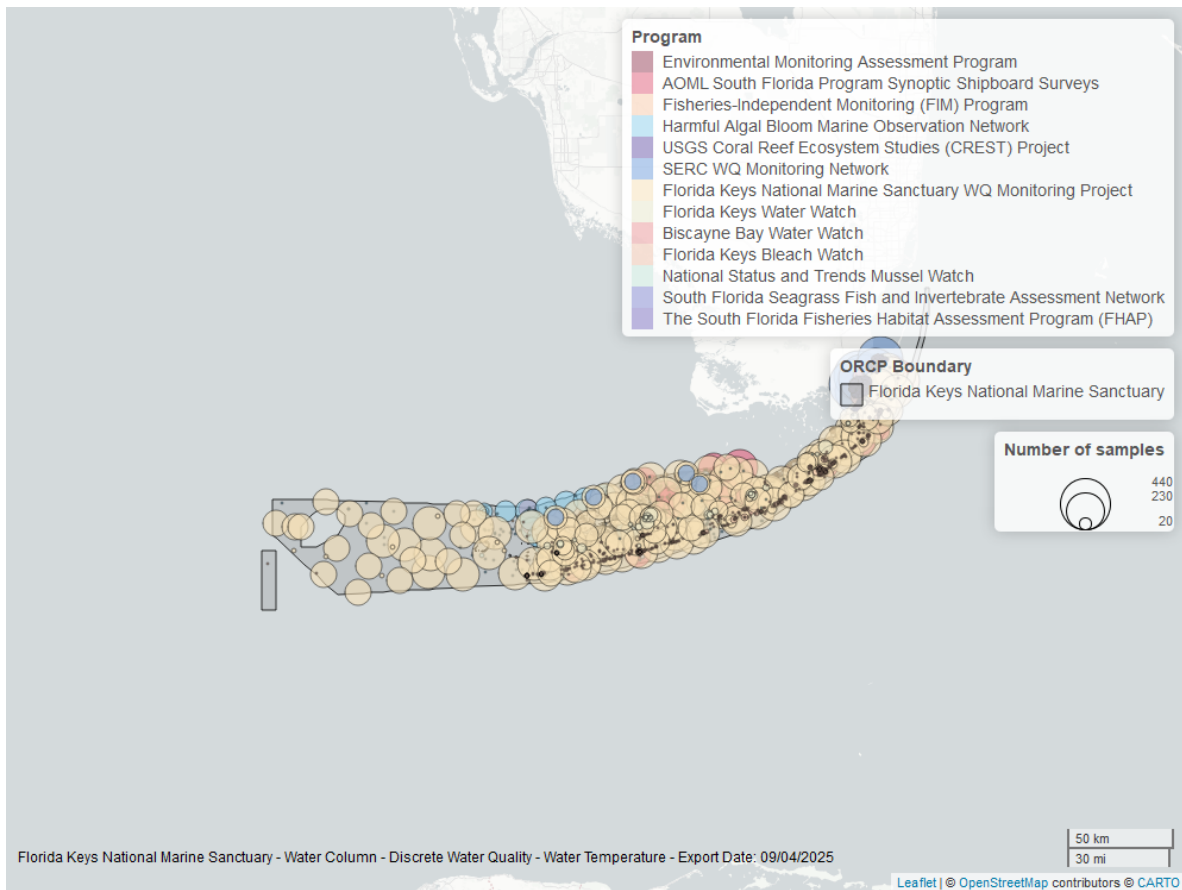 Program
Environmental Monitoring Assessment Program
AOML South Florida Program Synoptic Shipboard Surveys
Fisheries-Independent Monitoring (FIM) Program
Harmful Algal Bloom Marine Observation Network
USGS Coral Reef Ecosystem Studies (CREST) Project
SERC WQ Monitoring Network
Florida Keys National Marine Sanctuary WQ Monitoring Project
Florida Keys Water Watch
Biscayne Bay Water Watch
Florida Keys Bleach Watch
National Status and Trends Mussel Watch
South Florida Seagrass Fish and Invertebrate Assessment Network
The South Florida Fisheries Habitat Assessment Program (FHAP)
ORCP Boundary
Florida Keys National Marine Sanctuary
Number of samples
440
230
20
50 km
30 mi
Florida Keys National Marine Sanctuary - Water Column - Discrete Water Quality - Water Temperature - Export Date: 09/04/2025
Leaflet | © OpenStreetMap contributors © CARTO